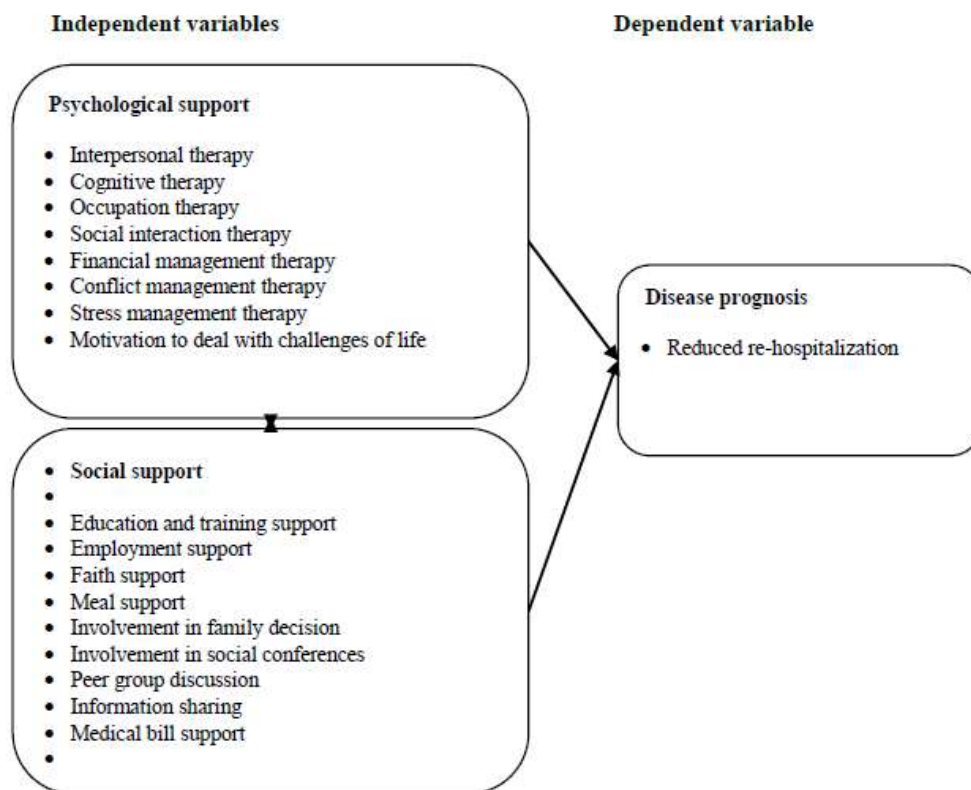 Independent variables
Dependent variable
Psychological support
• Interpersonal therapy
• Cognitive therapy
• Occupation therapy
• Social interaction therapy
• Financial management therapy
• Conflict management therapy
• Stress management therapy
• Motivation to deal with challenges of life
• Social support
•
• Education and training support
• Employment support
• Faith support
• Meal support
• Involvement in family decision
• Involvement in social conferences
• Peer group discussion
• Information sharing
• Medical bill support
•
Disease prognosis
• Reduced re-hospitalization